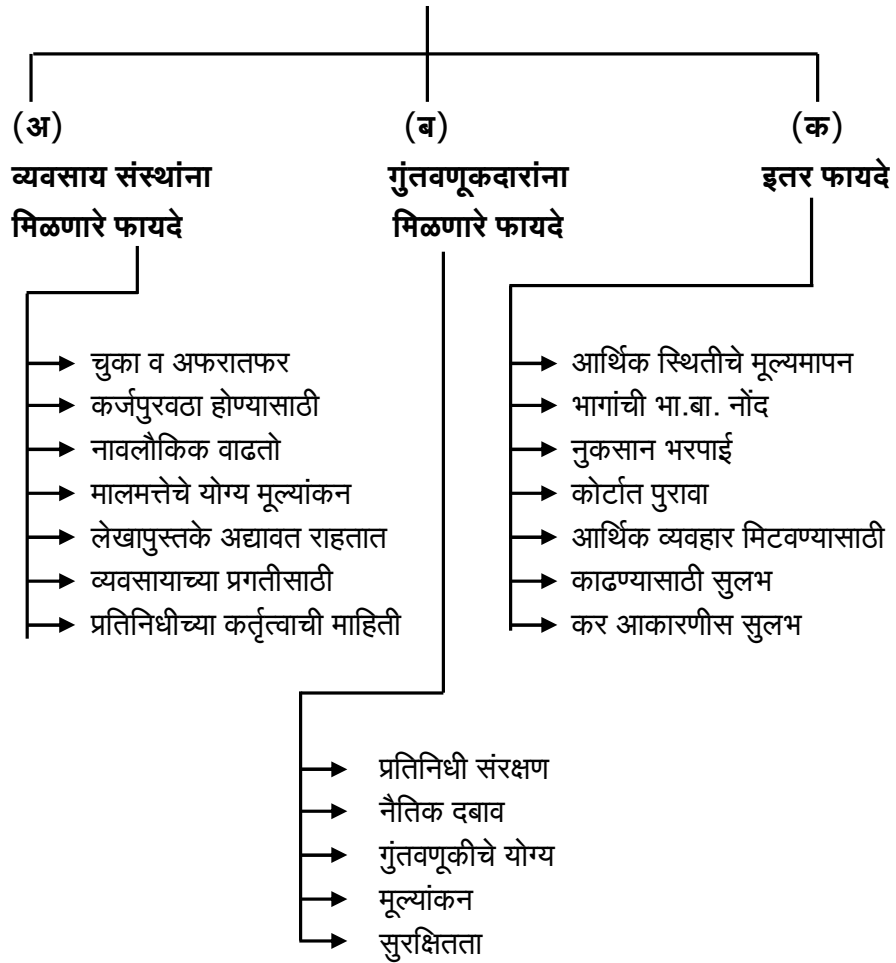 (अ)
व्यवसाय संस्थांना
मिळणारे फायदे
चुका व अफरातफर
कर्जपुरवठा होण्यासाठी
नावलौकिक वाढतो
मालमत्तेचे योग्य मूल्यांकन
लेखापुस्तके अद्यावत राहतात
व्यवसायाच्या प्रगतीसाठी
प्रतिनिधीच्या कर्तृत्वाची माहिती
(ब)
गुंतवणूकदारांना
मिळणारे फायदे
प्रतिनिधी संरक्षण
नैतिक दबाव
गुंतवणूकीचे योग्य
मूल्यांकन
सुरक्षितता
(क)
इतर फायदे
आर्थिक स्थितीचे मूल्यमापन
भागांची भा.बा. नोंद
नुकसान भरपाई
कोर्टात पुरावा
आर्थिक व्यवहार मिटवण्यासाठी
काढण्यासाठी सुलभ
कर आकारणीस सुलभ